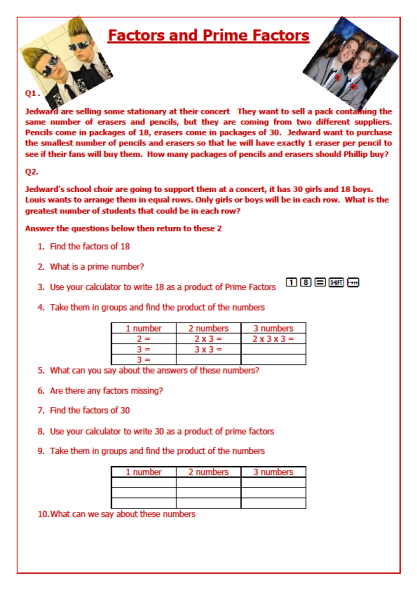 Factors and Prime Factors
Q1.
Jedward are selling some stationary at their concert They want to sell a pack containing the
same number of erasers and pencils, but they are coming from two different suppliers.
Pencils come in packages of 18, erasers come in packages of 30. Jedward want to purchase
the smallest number of pencils and erasers so that he will have exactly 1 eraser per pencil to
see if their fans will buy them. How many packages of pencils and erasers should Phillip buy?
Q2.
Jedward's school choir are going to support them at a concert, it has 30 girls and 18 boys.
Louis wants to arrange them in equal rows. Only girls or boys will be in each row. What is the
greatest number of students that could be in each row?
Answer the questions below then return to these 2
1. Find the factors of 18
2. What is a prime number?
3. Use your calculator to write 18 as a product of Prime Factors 1 8 = SHIFT
4. Take them in groups and find the product of the numbers
1 number 2 numbers 3 numbers
2 = 2 x 3 = 2 x 3 x 3 =
3 = 3 x 3 =
3 =
5. What can you say about the answers of these numbers?
6. Are there any factors missing?
7. Find the factors of 30
8. Use your calculator to write 30 as a product of prime factors
9. Take them in groups and find the product of the numbers
1 number 2 numbers 3 numbers
10. What can we say about these numbers